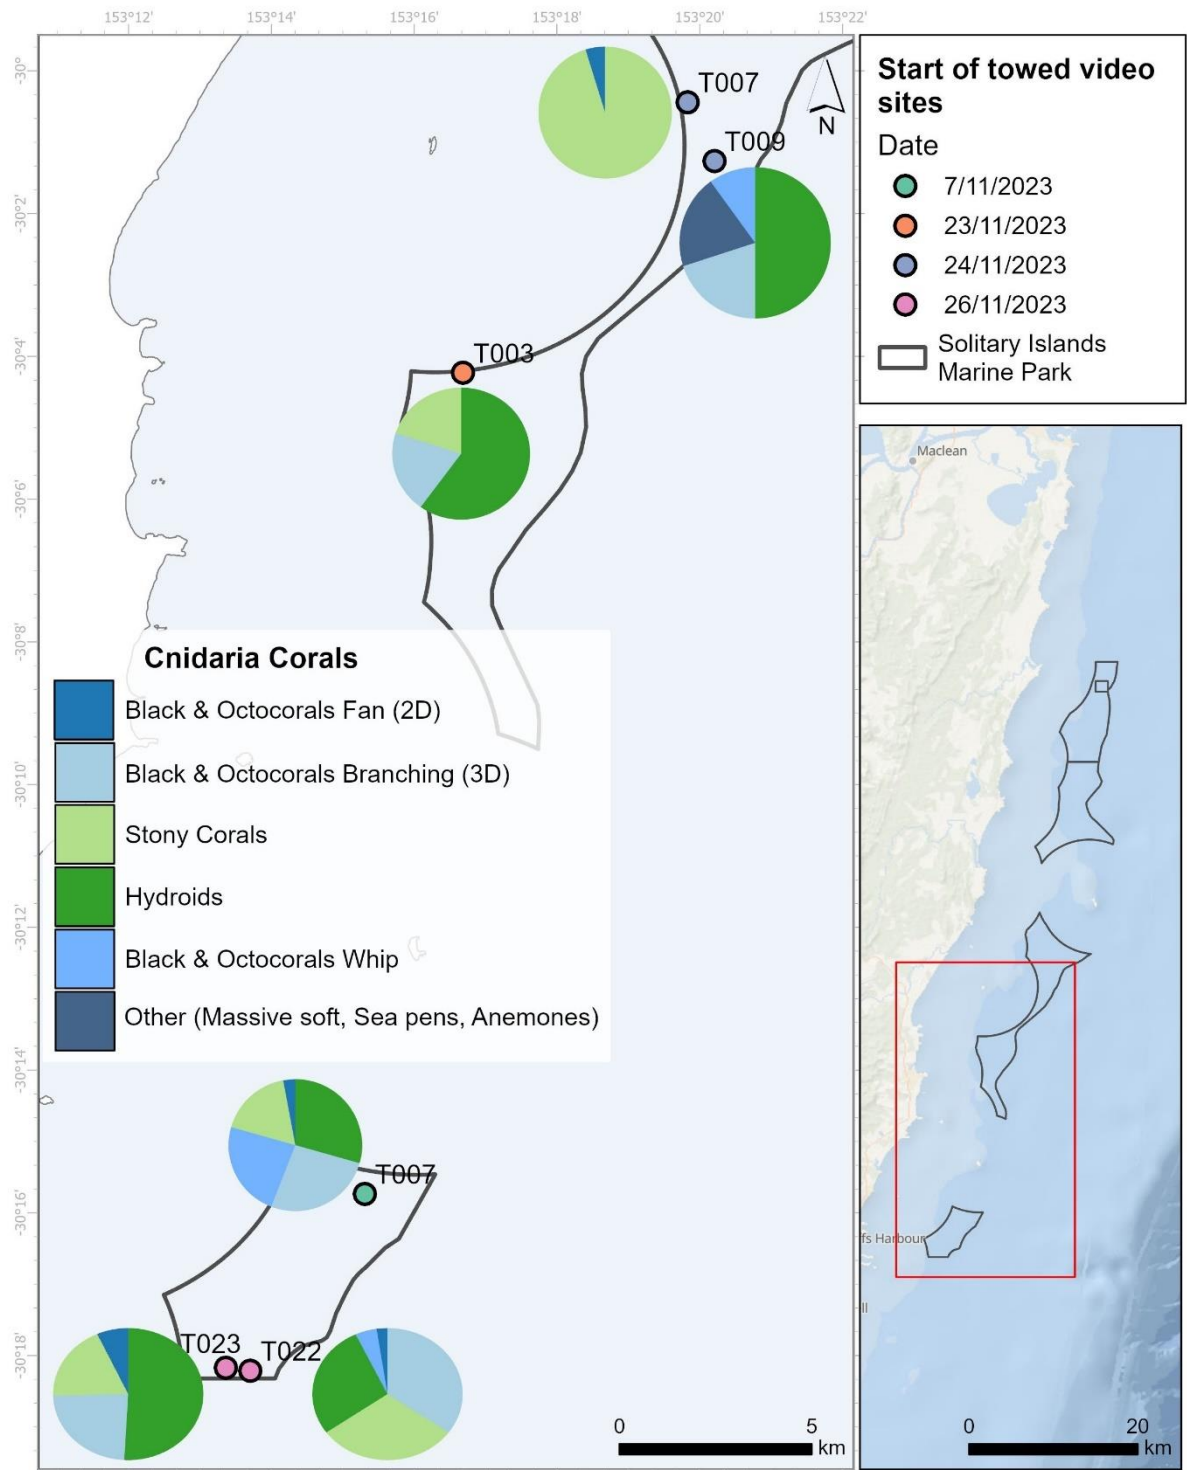 153°12'
153°14'
153°16'
153°18'
153°20'
153°22'
-30°
-30°2'
-30°4'
-30°6'
-30°8'
-30°10'
-30°12'
-30°14'
-30°16'
-30°18'
T007
T009
N
T003
Cnidaria Corals
Black & Octocorals Fan (2D)
Black & Octocorals Branching (3D)
Stony Corals
Hydroids
Black & Octocorals Whip
Other (Massive soft, Sea pens, Anemones)
T007
T023
T022
0
5
km
Start of towed video
sites
Date
7/11/2023
23/11/2023
24/11/2023
26/11/2023
Solitary Islands
Marine Park
Maclean
fs Harbour
ll
0
20
km